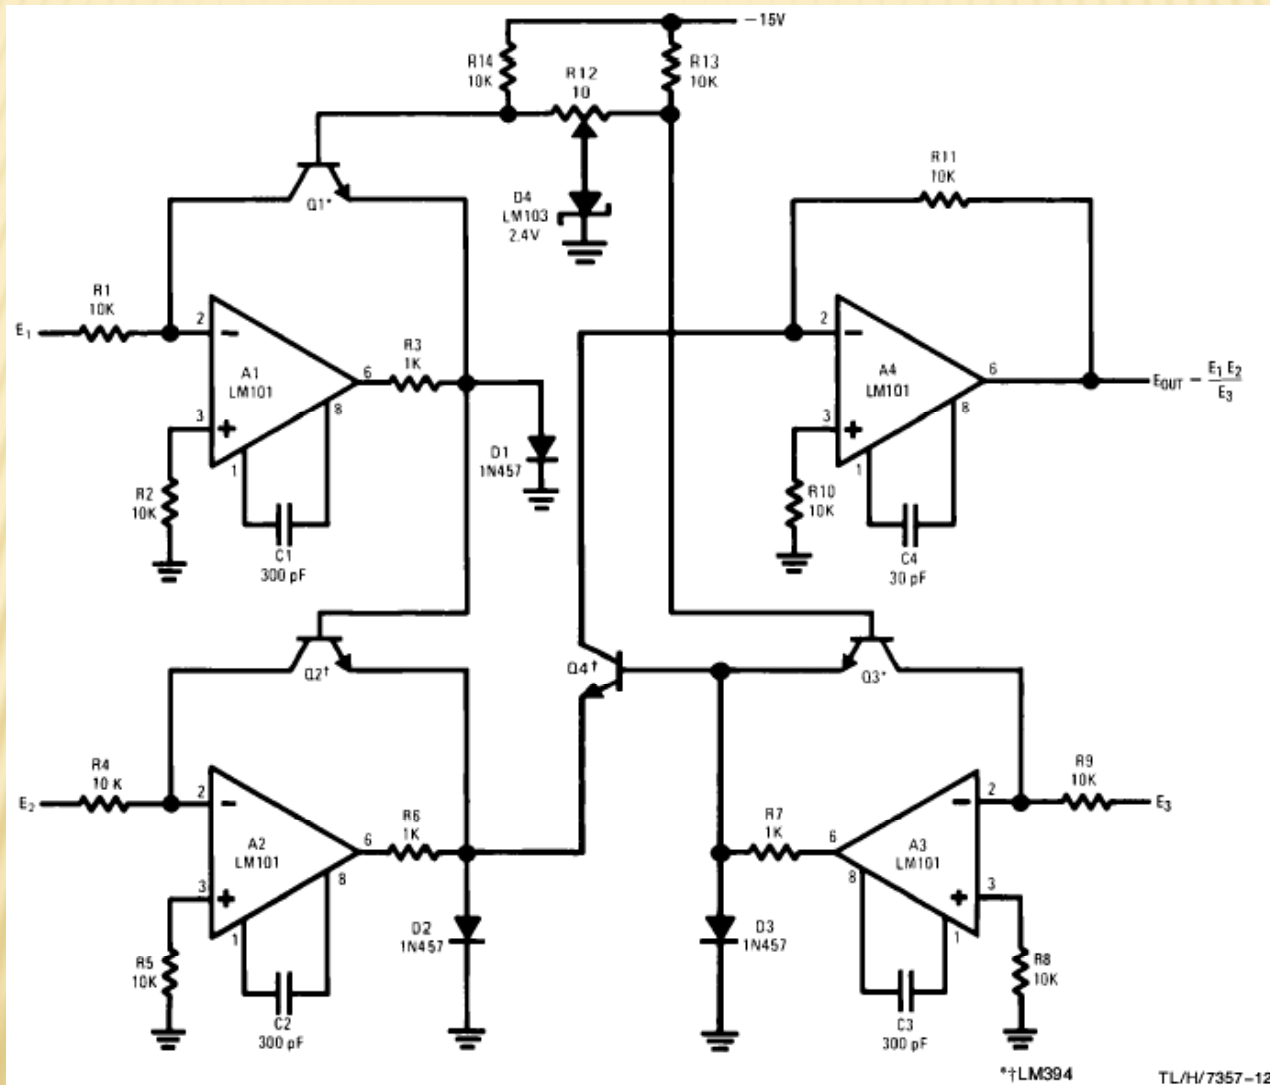 −15V
R14
10K
R12
10
R13
10K
Q1*
D4
LM103
2.4V
R11
10K
E1
R1
10K
2
−
A1
LM101
3
+
6
8
1
R3
1K
R2
10K
C1
300 pF
D1
1N457
2
−
A4
LM101
3
+
6
8
1
EOUT − E1 E2
E3
R10
10K
C4
30 pF
Q2†
Q4†
Q3*
E2
R4
10 K
2
−
A2
LM101
3
+
6
8
1
R6
1K
R5
10K
C2
300 pF
D2
1N457
R7
1K
D3
1N457
6
A3
LM101
2
−
3
+
8
1
R9
10K
E3
R8
10K
C3
300 pF
*†LM394
TL/H/7357–12